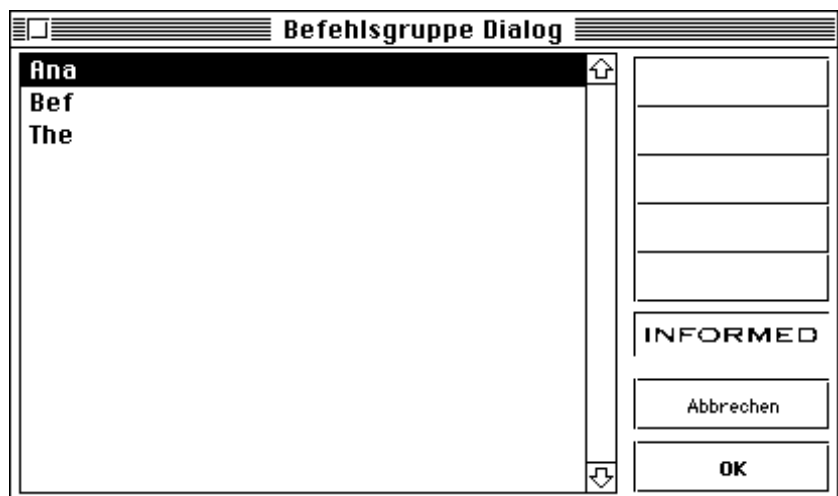 Befehlsgruppe Dialog
Ana
Bef
The
INFORMED
Abbrechen
OK